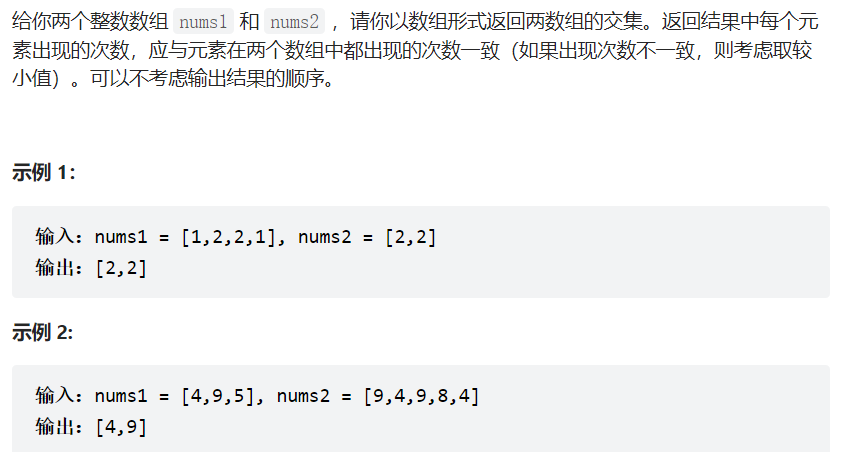 给你两个整数数组 nums1 和 nums2 ，请你以数组形式返回两数组的交集。返回结果中每个元
素出现的次数，应与元素在两个数组中都出现的次数一致（如果出现次数不一致，则考虑取较
小值）。可以不考虑输出结果的顺序。
示例 1：
输入：nums1 = [1,2,2,1], nums2 = [2,2]
输出：[2,2]
示例 2:
输入：nums1 = [4,9,5], nums2 = [9,4,9,8,4]
输出：[4,9]